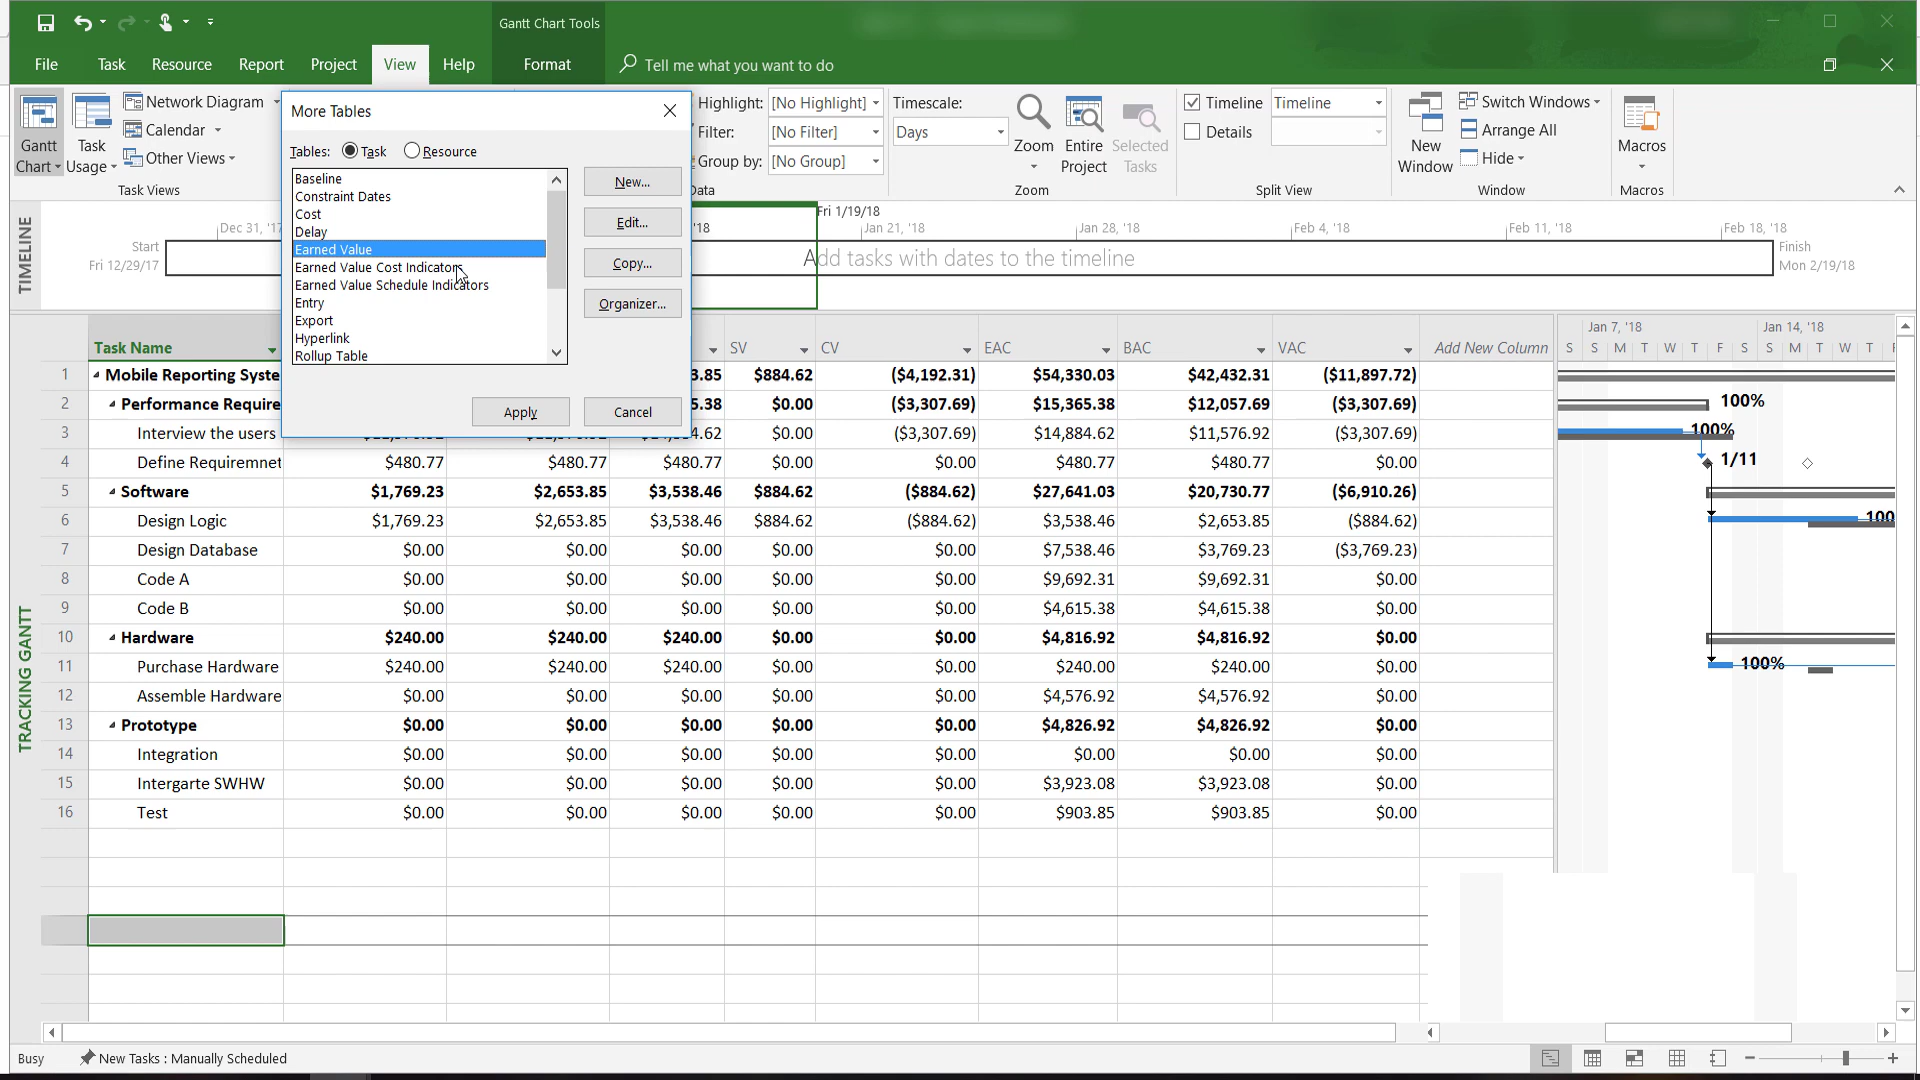 Gantt Chart Tools
File Task Resource Report Project View Help Format Tell me what you want to do
Gantt Chart
Task Usage
Network Diagram
Calendar
Other Views
Task Views
More Tables
Tables: Task Resource
Baseline
Constraint Dates
Cost
Delay
Earned Value
Earned Value Cost Indicators
Earned Value Schedule Indicators
Entry
Export
Hyperlink
Rollup Table
New...
Edit...
Copy...
Organizer...
Apply Cancel
Highlight: [No Highlight]
Filter: [No Filter]
Group by: [No Group]
Data
Timescale:
Days
Zoom
Entire Project
Selected Tasks
Zoom
Timeline Timeline
Details
Split View
New Window
Switch Windows
Arrange All
Hide
Window
Macros
Macros
TIMELINE
Start
Fri 12/29/17
Dec 31, '17
'18
Fri 1/19/18
Jan 21, '18
Jan 28, '18
Feb 4, '18
Feb 11, '18
Feb 18, '18
Add tasks with dates to the timeline
Finish
Mon 2/19/18
TRACKING GANTT
Task Name SV CV EAC BAC VAC Add New Column
Jan 7, '18 Jan 14, '18
S S M T W T F S S M T W T F
1 Mobile Reporting Syste 3.85 $884.62 ($4,192.31) $54,330.03 $42,432.31 ($11,897.72)
2 Performance Require 5.38 $0.00 ($3,307.69) $15,365.38 $12,057.69 ($3,307.69) 100%
3 Interview the users 4.62 $0.00 ($3,307.69) $14,884.62 $11,576.92 ($3,307.69) 100%
4 Define Requiremnet $480.77 $480.77 $480.77 $0.00 $0.00 $480.77 $480.77 $0.00 1/11
5 Software $1,769.23 $2,653.85 $3,538.46 $884.62 ($884.62) $27,641.03 $20,730.77 ($6,910.26)
6 Design Logic $1,769.23 $2,653.85 $3,538.46 $884.62 ($884.62) $3,538.46 $2,653.85 ($884.62) 100
7 Design Database $0.00 $0.00 $0.00 $0.00 $0.00 $7,538.46 $3,769.23 ($3,769.23)
8 Code A $0.00 $0.00 $0.00 $0.00 $0.00 $9,692.31 $9,692.31 $0.00
9 Code B $0.00 $0.00 $0.00 $0.00 $0.00 $4,615.38 $4,615.38 $0.00
10 Hardware $240.00 $240.00 $240.00 $0.00 $0.00 $4,816.92 $4,816.92 $0.00
11 Purchase Hardware $240.00 $240.00 $240.00 $0.00 $0.00 $240.00 $240.00 $0.00 100%
12 Assemble Hardware $0.00 $0.00 $0.00 $0.00 $0.00 $4,576.92 $4,576.92 $0.00
13 Prototype $0.00 $0.00 $0.00 $0.00 $0.00 $4,826.92 $4,826.92 $0.00
14 Integration $0.00 $0.00 $0.00 $0.00 $0.00 $0.00 $0.00 $0.00
15 Intergarte SWHW $0.00 $0.00 $0.00 $0.00 $0.00 $3,923.08 $3,923.08 $0.00
16 Test $0.00 $0.00 $0.00 $0.00 $0.00 $903.85 $903.85 $0.00
Busy New Tasks : Manually Scheduled